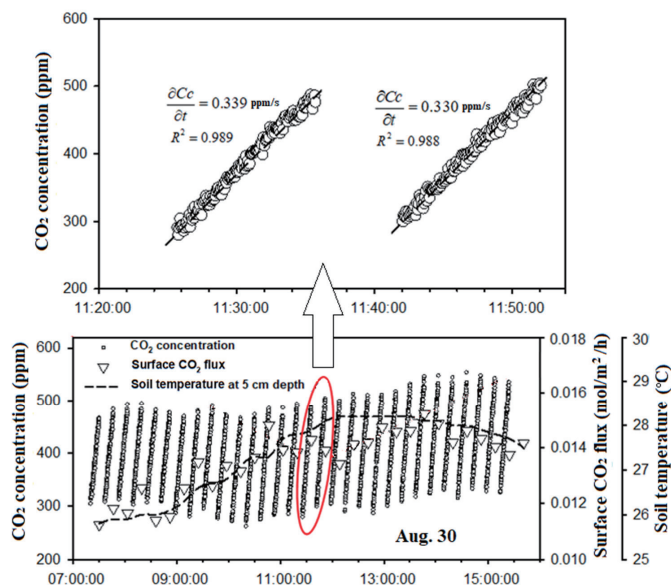 600
500
400
300
200
CO₂ concentration (ppm)
∂Cc/∂t = 0.339 ppm/s
R² = 0.989
∂Cc/∂t = 0.330 ppm/s
R² = 0.988
11:20:00 11:30:00 11:40:00 11:50:00
600
500
400
300
200
CO₂ concentration (ppm)
CO₂ concentration
Surface CO₂ flux
Soil temperature at 5 cm depth
Aug. 30
07:00:00 09:00:00 11:00:00 13:00:00 15:00:00
0.018
0.016
0.014
0.012
0.010
Surface CO₂ flux (mol/m²/h)
30
29
28
27
26
25
Soil temperature (°C)